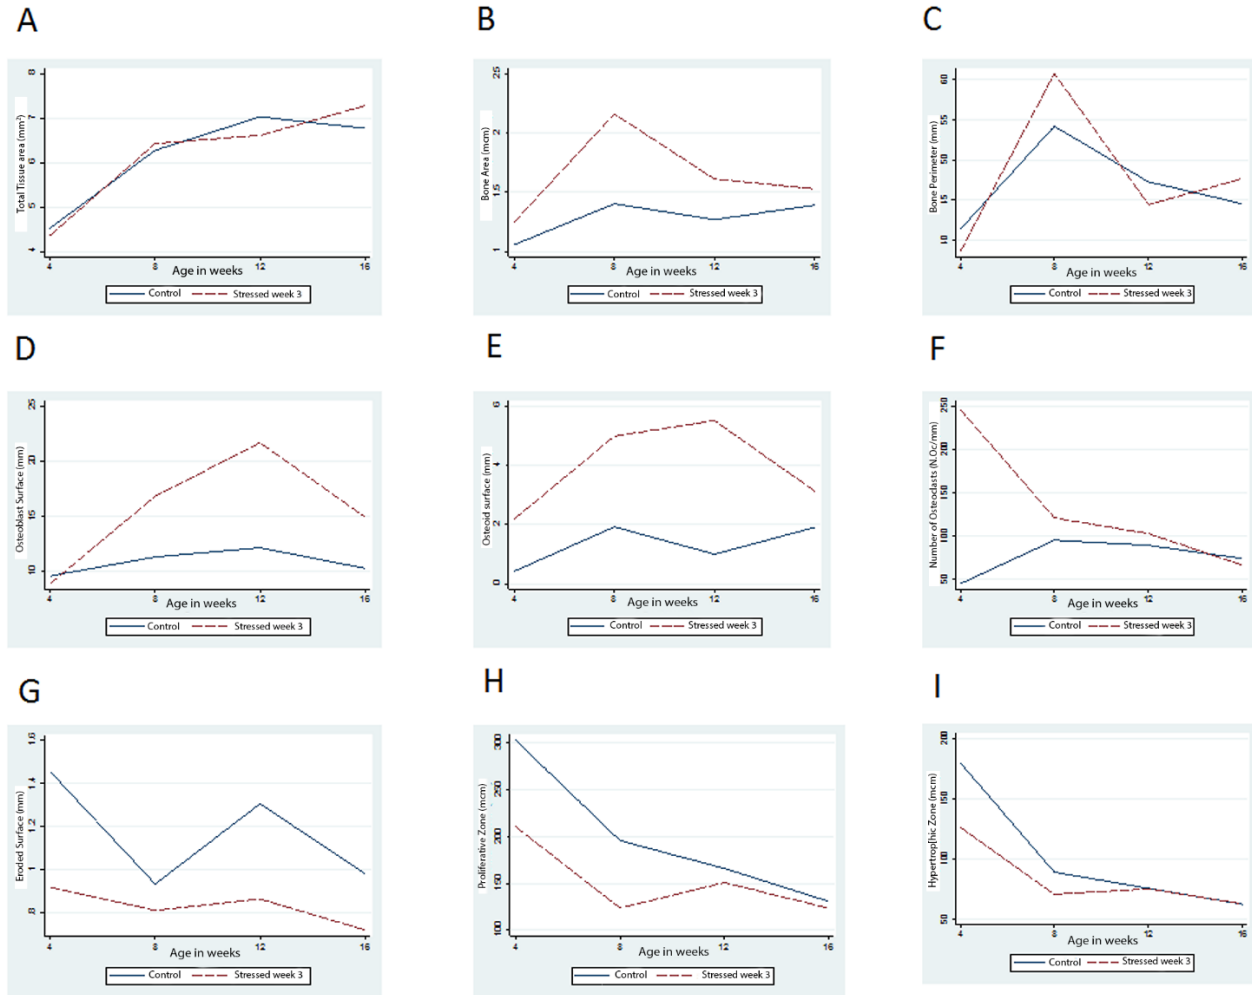 A
Total Tissue area (mm²)
8
7
6
5
4
4 8 12 16
Age in weeks
Control Stressed week 3
B
Bone Area (mcm)
25
2
1.5
1
4 8 12 16
Age in weeks
Control Stressed week 3
C
Bone Perimeter (mm)
60
55
50
15
10
4 8 12 16
Age in weeks
Control Stressed week 3
D
Osteoblast Surface (mm)
25
20
15
10
4 8 12 16
Age in weeks
Control Stressed week 3
E
Osteoid surface (mm)
6
4
2
0
4 8 12 16
Age in weeks
Control Stressed week 3
F
Number of Osteoclasts (N.Oc/mm)
250
200
150
100
50
4 8 12 16
Age in weeks
Control Stressed week 3
G
Eroded Surface (mm)
1.6
1.4
1.2
1
.8
4 8 12 16
Age in weeks
Control Stressed week 3
H
Proliferative Zone (mcm)
300
250
200
150
100
4 8 12 16
Age in weeks
Control Stressed week 3
I
Hypertrop[hic Zone (mcm)
200
150
100
50
4 8 12 16
Age in weeks
Control Stressed week 3